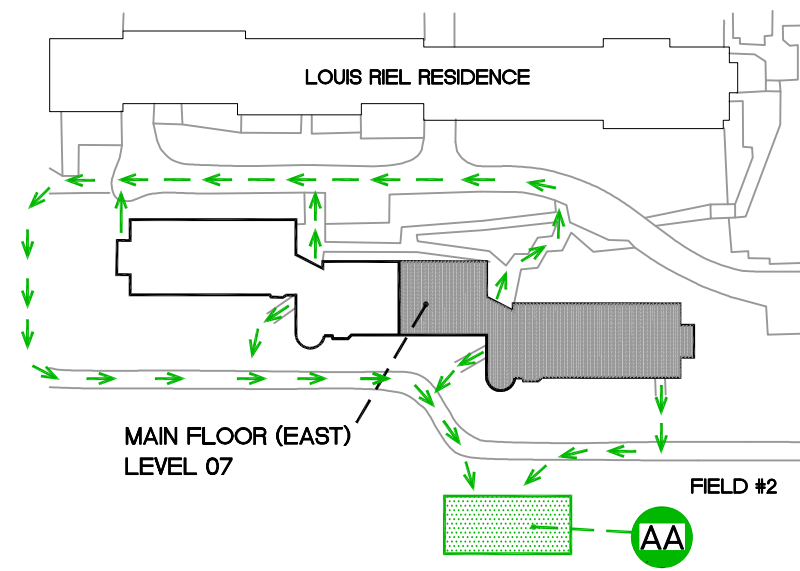 LOUIS RIEL RESIDENCE
MAIN FLOOR (EAST)
LEVEL 07
FIELD #2
AA